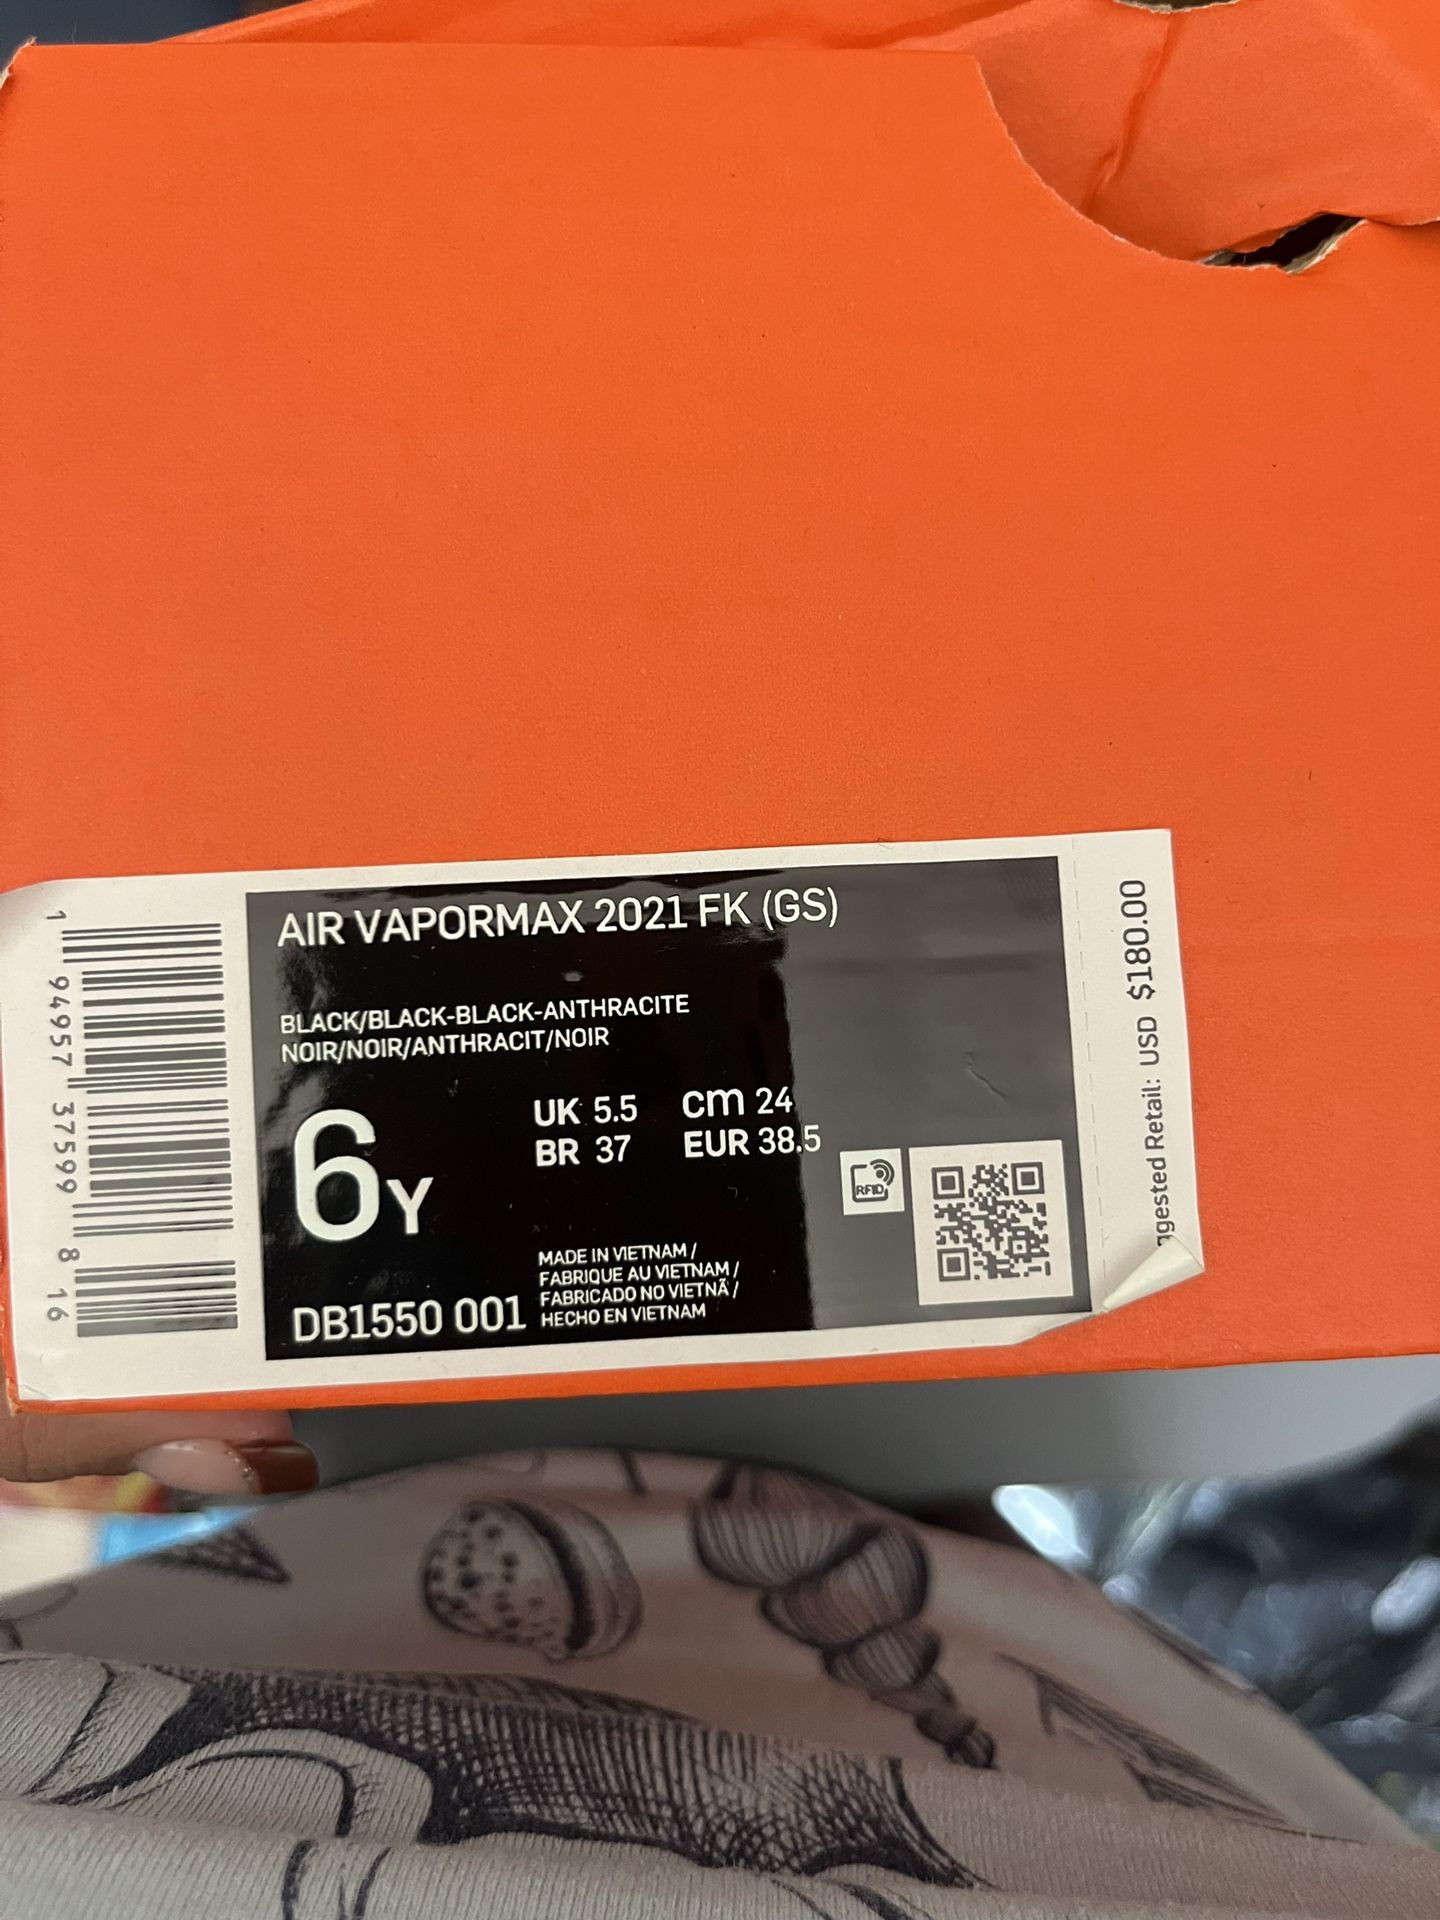 AIR VAPORMAX 2021 FK (GS)
BLACK/BLACK-BLACK-ANTHRACITE
NOIR/NOIR/ANTHRACIT/NOIR
6Y
UK 5.5 cm 24
BR 37 EUR 38.5
RFID
DB1550 001
MADE IN VIETNAM /
FABRIQUE AU VIETNAM /
FABRICADO NO VIETNÃ /
HECHO EN VIETNAM
1 94957 37599 8 16
ggested Retail: USD $180.00